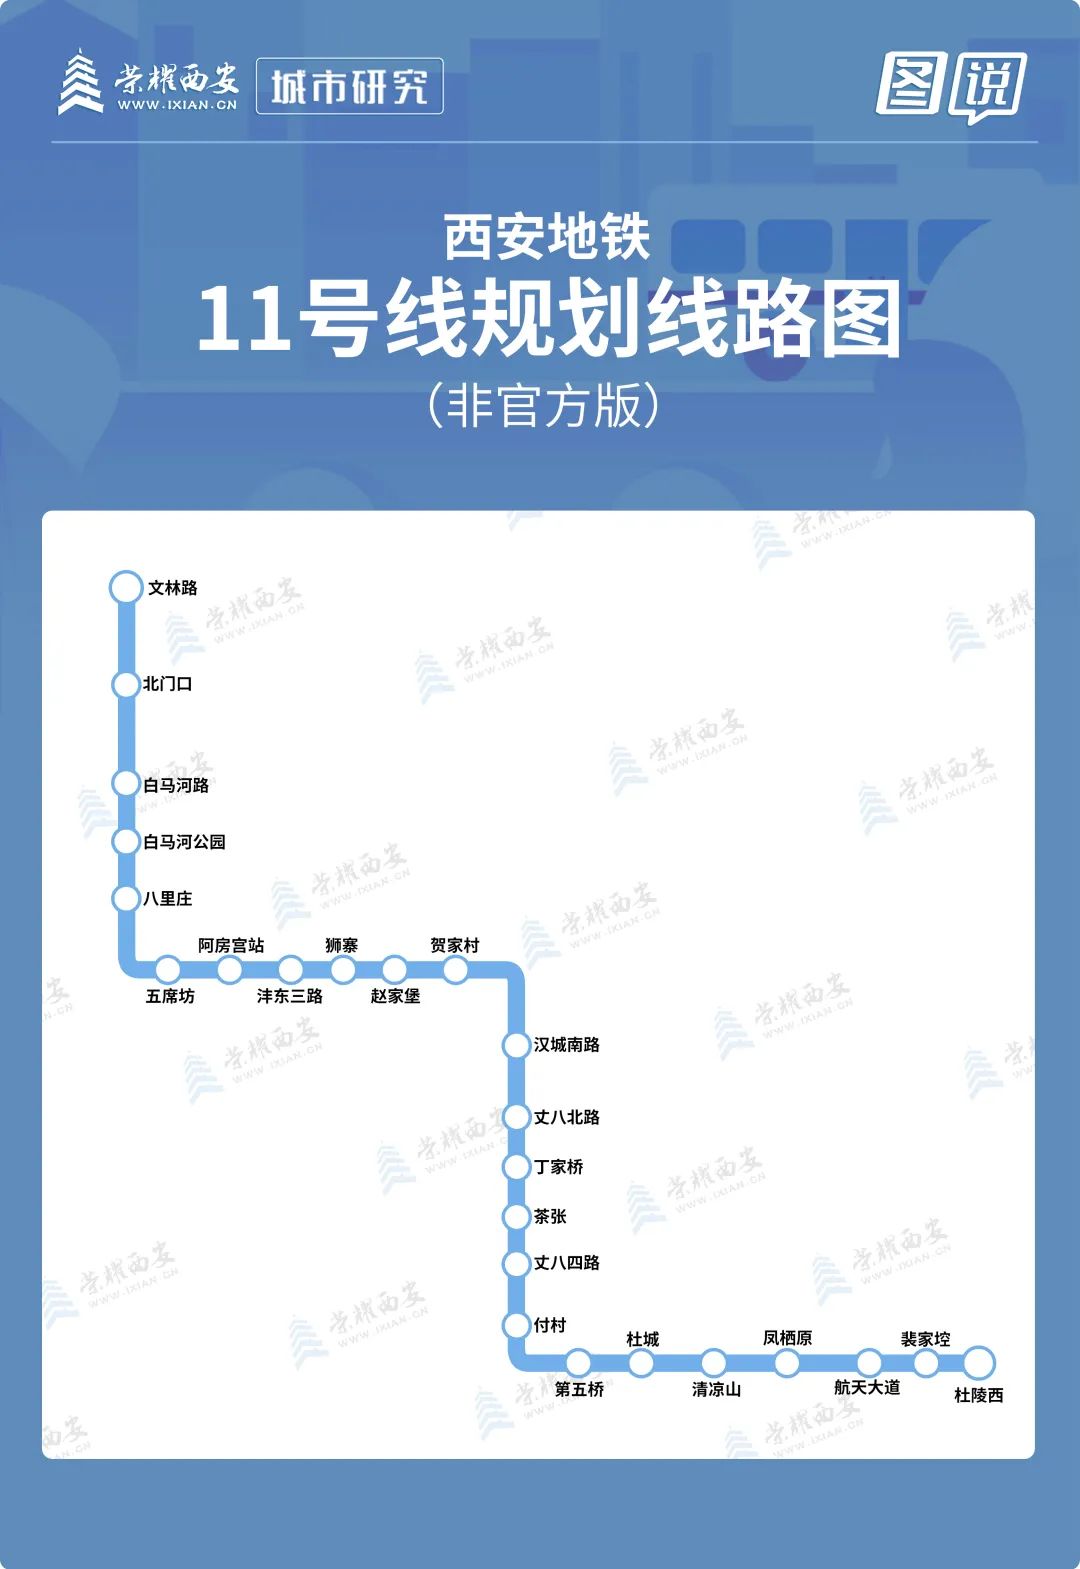 荣耀西安
WWW.IXIAN.CN
城市研究
图说
西安地铁
11号线规划线路图
（非官方版）
文林路
北门口
白马河路
白马河公园
八里庄
五席坊
阿房宫站
沣东三路
狮寨
赵家堡
贺家村
汉城南路
丈八北路
丁家桥
茶张
丈八四路
付村
第五桥
杜城
清凉山
凤栖原
航天大道
裴家埪
杜陵西